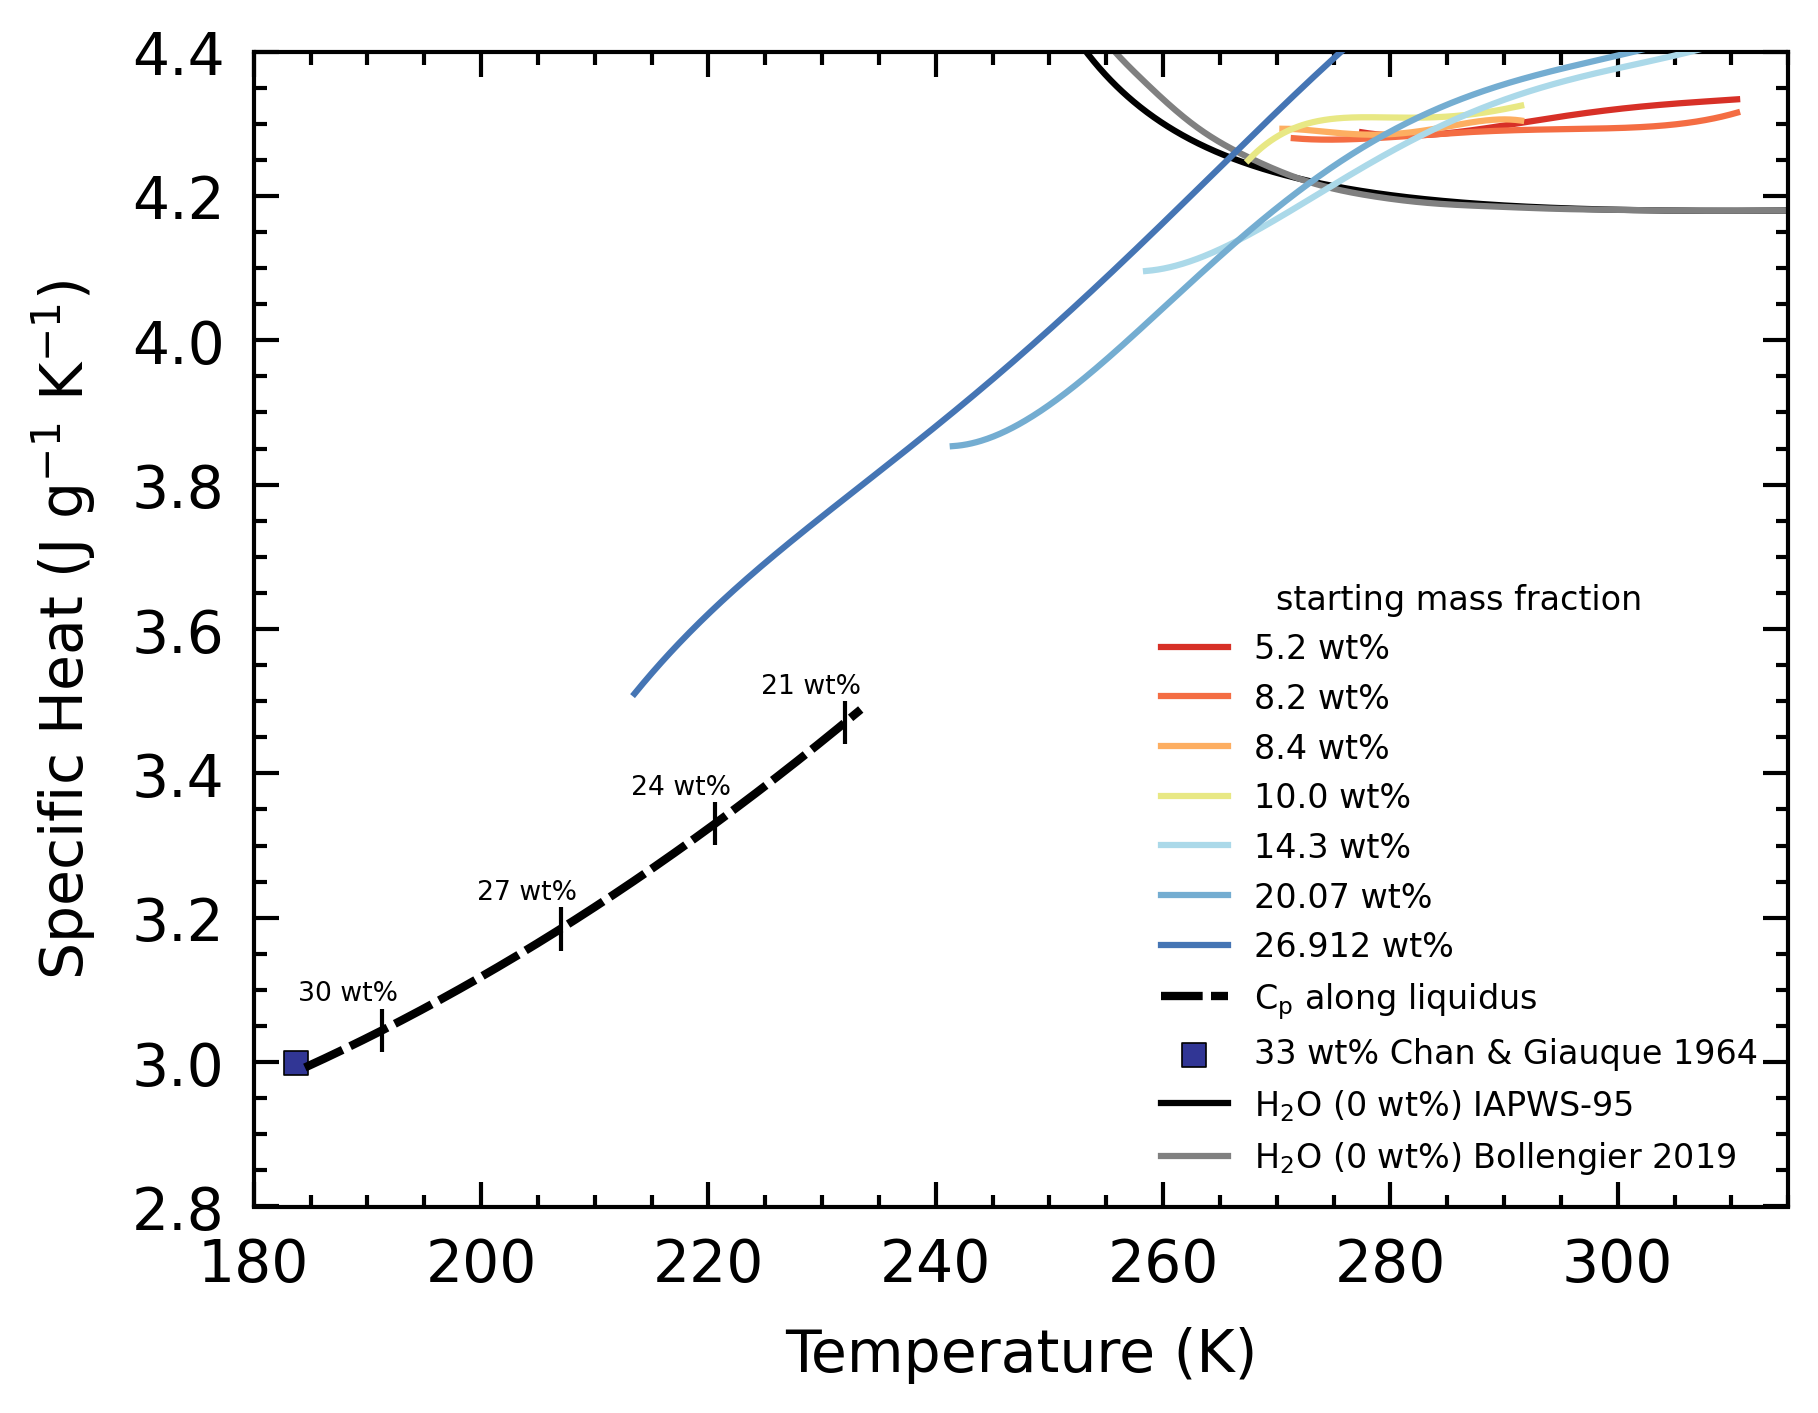 4.4
4.2
4.0
3.8
3.6
3.4
3.2
3.0
2.8
Specific Heat (J g⁻¹ K⁻¹)
21 wt%
24 wt%
27 wt%
30 wt%
starting mass fraction
5.2 wt%
8.2 wt%
8.4 wt%
10.0 wt%
14.3 wt%
20.07 wt%
26.912 wt%
Cₚ along liquidus
33 wt% Chan & Giauque 1964
H₂O (0 wt%) IAPWS-95
H₂O (0 wt%) Bollengier 2019
180 200 220 240 260 280 300
Temperature (K)